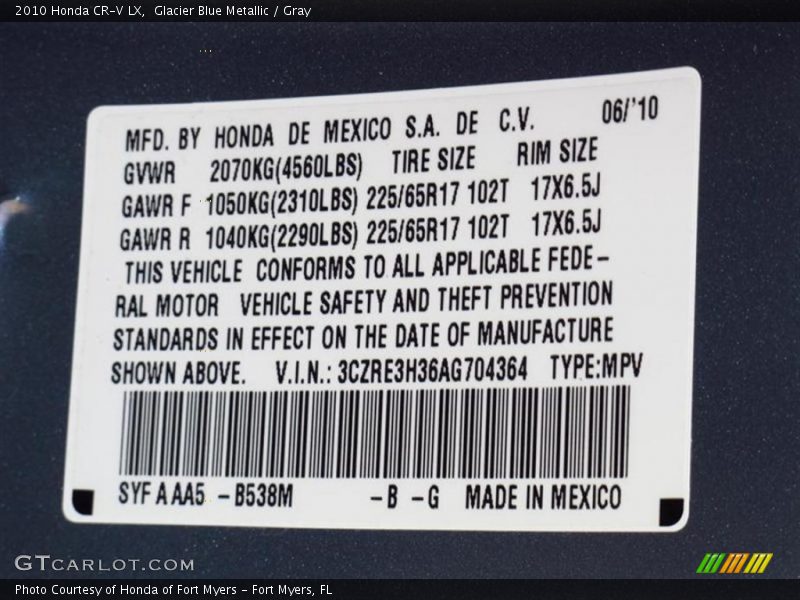 2010 Honda CR-V LX,  Glacier Blue Metallic / Gray
MFD. BY HONDA DE MEXICO S.A. DE C.V. 06/'10
GVWR 2070KG(4560LBS) TIRE SIZE RIM SIZE
GAWR F 1050KG(2310LBS) 225/65R17 102T 17X6.5J
GAWR R 1040KG(2290LBS) 225/65R17 102T 17X6.5J
THIS VEHICLE CONFORMS TO ALL APPLICABLE FEDE-
RAL MOTOR VEHICLE SAFETY AND THEFT PREVENTION
STANDARDS IN EFFECT ON THE DATE OF MANUFACTURE
SHOWN ABOVE. V.I.N.: 3CZRE3H36AG704364 TYPE:MPV
SYF A AA5 -B538M -B -G MADE IN MEXICO
GTCARLOT.COM
Photo Courtesy of Honda of Fort Myers - Fort Myers, FL